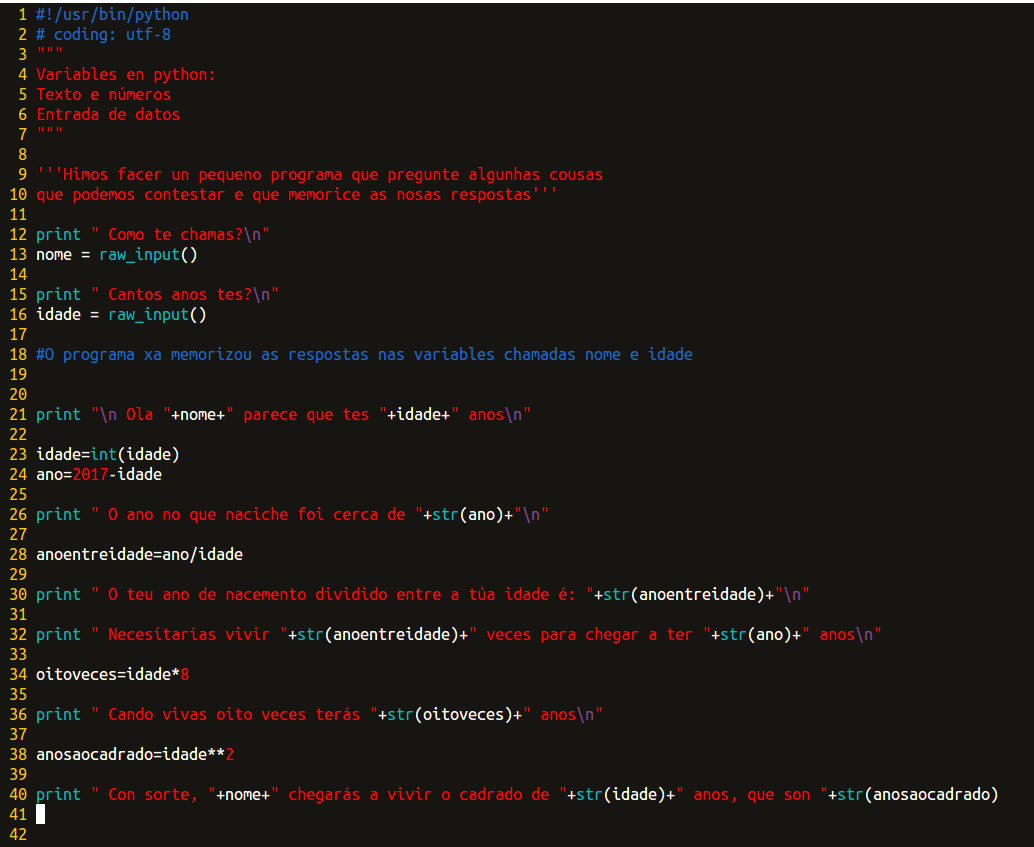 1 #!/usr/bin/python
2 # coding: utf-8
3 """
4 Variables en python:
5 Texto e números
6 Entrada de datos
7 """
8
9 '''Himos facer un pequeno programa que pregunte algunhas cousas
10 que podemos contestar e que memorice as nosas respostas'''
11
12 print " Como te chamas?\n"
13 nome = raw_input()
14
15 print " Cantos anos tes?\n"
16 idade = raw_input()
17
18 #O programa xa memorizou as respostas nas variables chamadas nome e idade
19
20
21 print "\n Ola "+nome+" parece que tes "+idade+" anos\n"
22
23 idade=int(idade)
24 ano=2017-idade
25
26 print " O ano no que naciche foi cerca de "+str(ano)+"\n"
27
28 anoentreidade=ano/idade
29
30 print " O teu ano de nacemento dividido entre a túa idade é: "+str(anoentreidade)+"\n"
31
32 print " Necesítarías vivir "+str(anoentreidade)+" veces para chegar a ter "+str(ano)+" anos\n"
33
34 oitoveces=idade*8
35
36 print " Cando vivas oito veces terás "+str(oitoveces)+" anos\n"
37
38 anosaocadrado=idade**2
39
40 print " Con sorte, "+nome+" chegarás a vivir o cadrado de "+str(idade)+" anos, que son "+str(anosaocadrado)
41
42